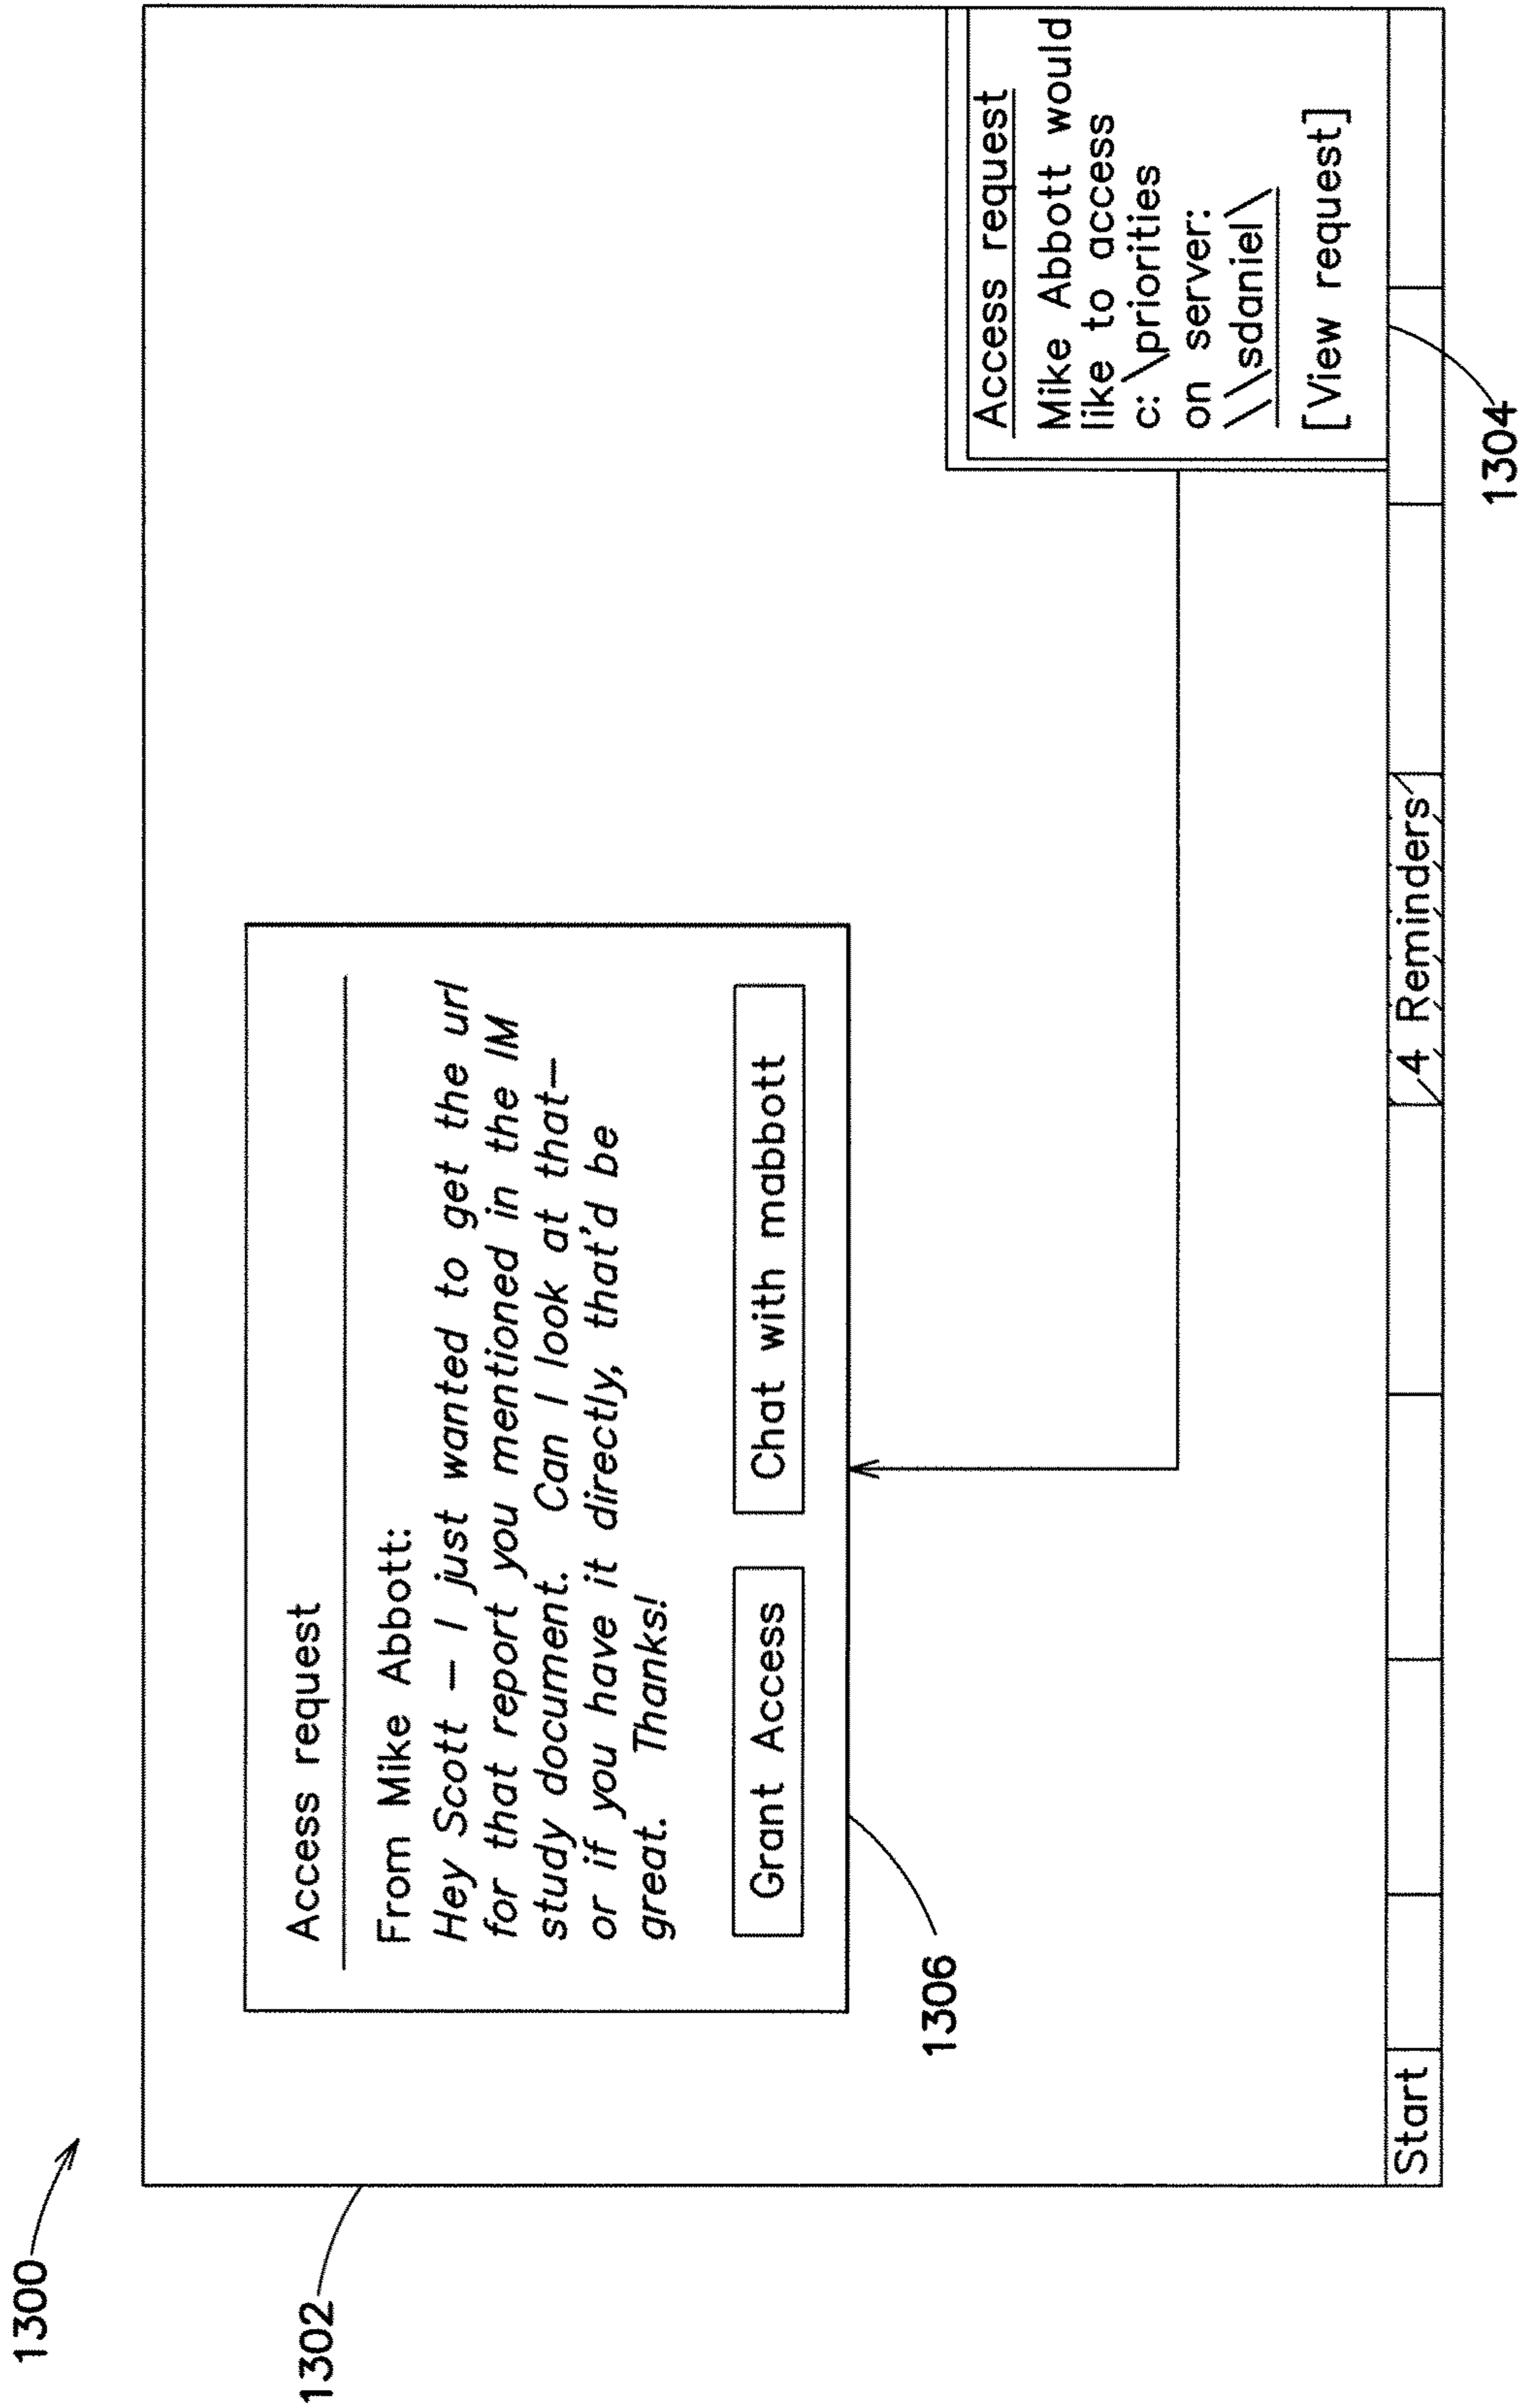 1300
1302
Access request
From Mike Abbott:
Hey Scott – I just wanted to get the url
for that report you mentioned in the IM
study document. Can I look at that–
or if you have it directly, that'd be
great. Thanks!
Grant Access
Chat with mabbott
1306
Access request
Mike Abbott would
like to access
c: \priorities
on server:
\\sdaniel\
[View request]
Start
4 Reminders
1304